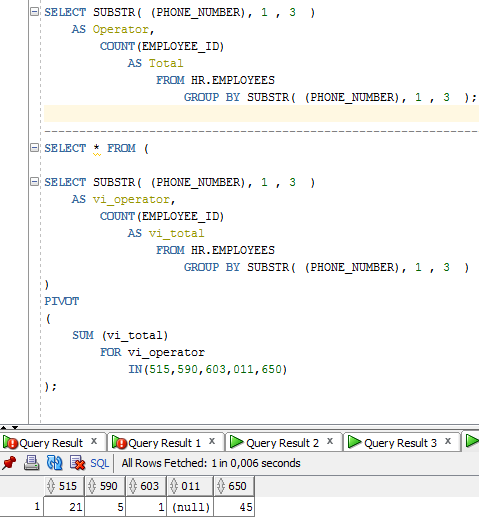 SELECT SUBSTR( (PHONE_NUMBER), 1 , 3  )
AS Operator,
COUNT(EMPLOYEE_ID)
AS Total
FROM HR.EMPLOYEES
GROUP BY SUBSTR( (PHONE_NUMBER), 1 , 3  );
--------------------------------------------------------------
SELECT * FROM (
SELECT SUBSTR( (PHONE_NUMBER), 1 , 3  )
AS vi_operator,
COUNT(EMPLOYEE_ID)
AS vi_total
FROM HR.EMPLOYEES
GROUP BY SUBSTR( (PHONE_NUMBER), 1 , 3  )
)
PIVOT
(
SUM (vi_total)
FOR vi_operator
IN(515,590,603,011,650)
);
Query Result x Query Result 1 x Query Result 2 x Query Result 3 x
SQL | All Rows Fetched: 1 in 0,006 seconds
515 590 603 011 650
1 21 5 1 (null) 45